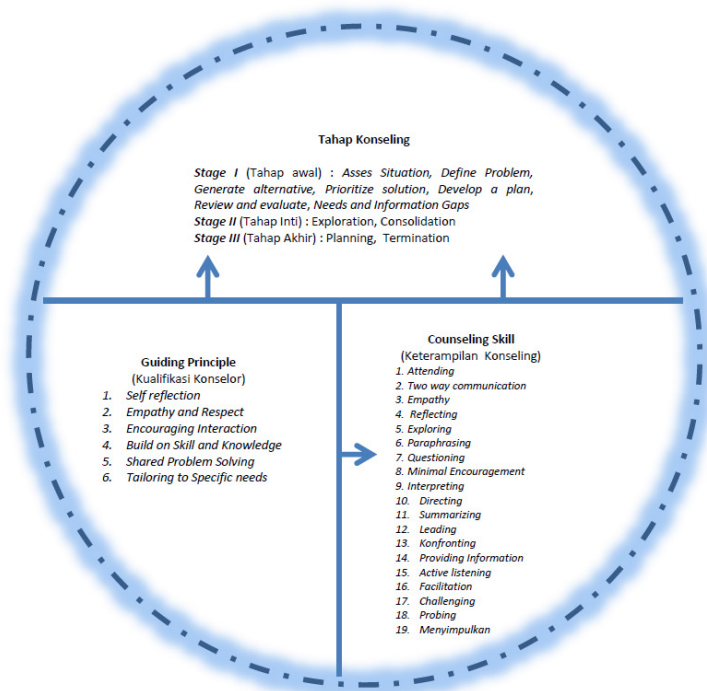 Tahap Konseling
Stage I (Tahap awal) : Asses Situation, Define Problem,
Generate alternative, Prioritize solution, Develop a plan,
Review and evaluate, Needs and Information Gaps
Stage II (Tahap Inti) : Exploration, Consolidation
Stage III (Tahap Akhir) : Planning, Termination
Guiding Principle
(Kualifikasi Konselor)
1. Self reflection
2. Empathy and Respect
3. Encouraging Interaction
4. Build on Skill and Knowledge
5. Shared Problem Solving
6. Tailoring to Specific needs
Counseling Skill
(Keterampilan Konseling)
1. Attending
2. Two way communication
3. Empathy
4. Reflecting
5. Exploring
6. Paraphrasing
7. Questioning
8. Minimal Encouragement
9. Interpreting
10. Directing
11. Summarizing
12. Leading
13. Konfronting
14. Providing Information
15. Active listening
16. Facilitation
17. Challenging
18. Probing
19. Menyimpulkan